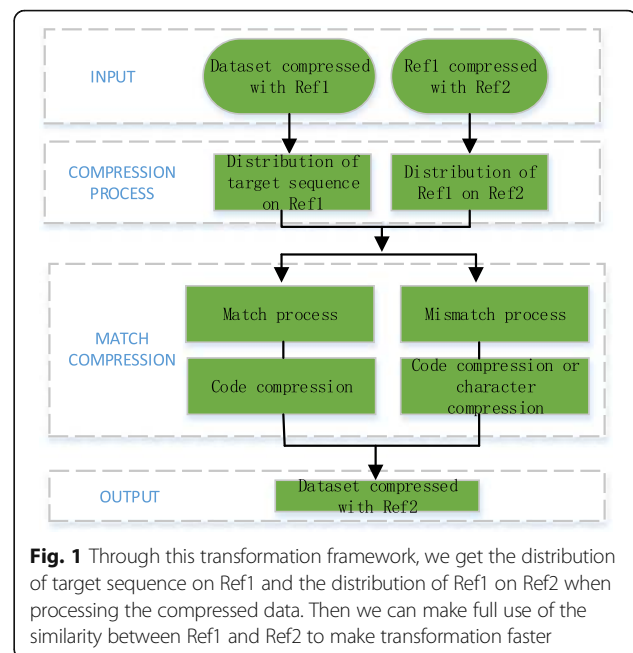 INPUT
Dataset compressed
with Ref1
Ref1 compressed
with Ref2
COMPRESSION
PROCESS
Distribution of
target sequence
on Ref1
Distribution of
Ref1 on Ref2
MATCH
COMPRESSION
Match process
Mismatch process
Code compression
Code compression or
character
compression
OUTPUT
Dataset compressed
with Ref2
Fig. 1 Through this transformation framework, we get the distribution
of target sequence on Ref1 and the distribution of Ref1 on Ref2 when
processing the compressed data. Then we can make full use of the
similarity between Ref1 and Ref2 to make transformation faster